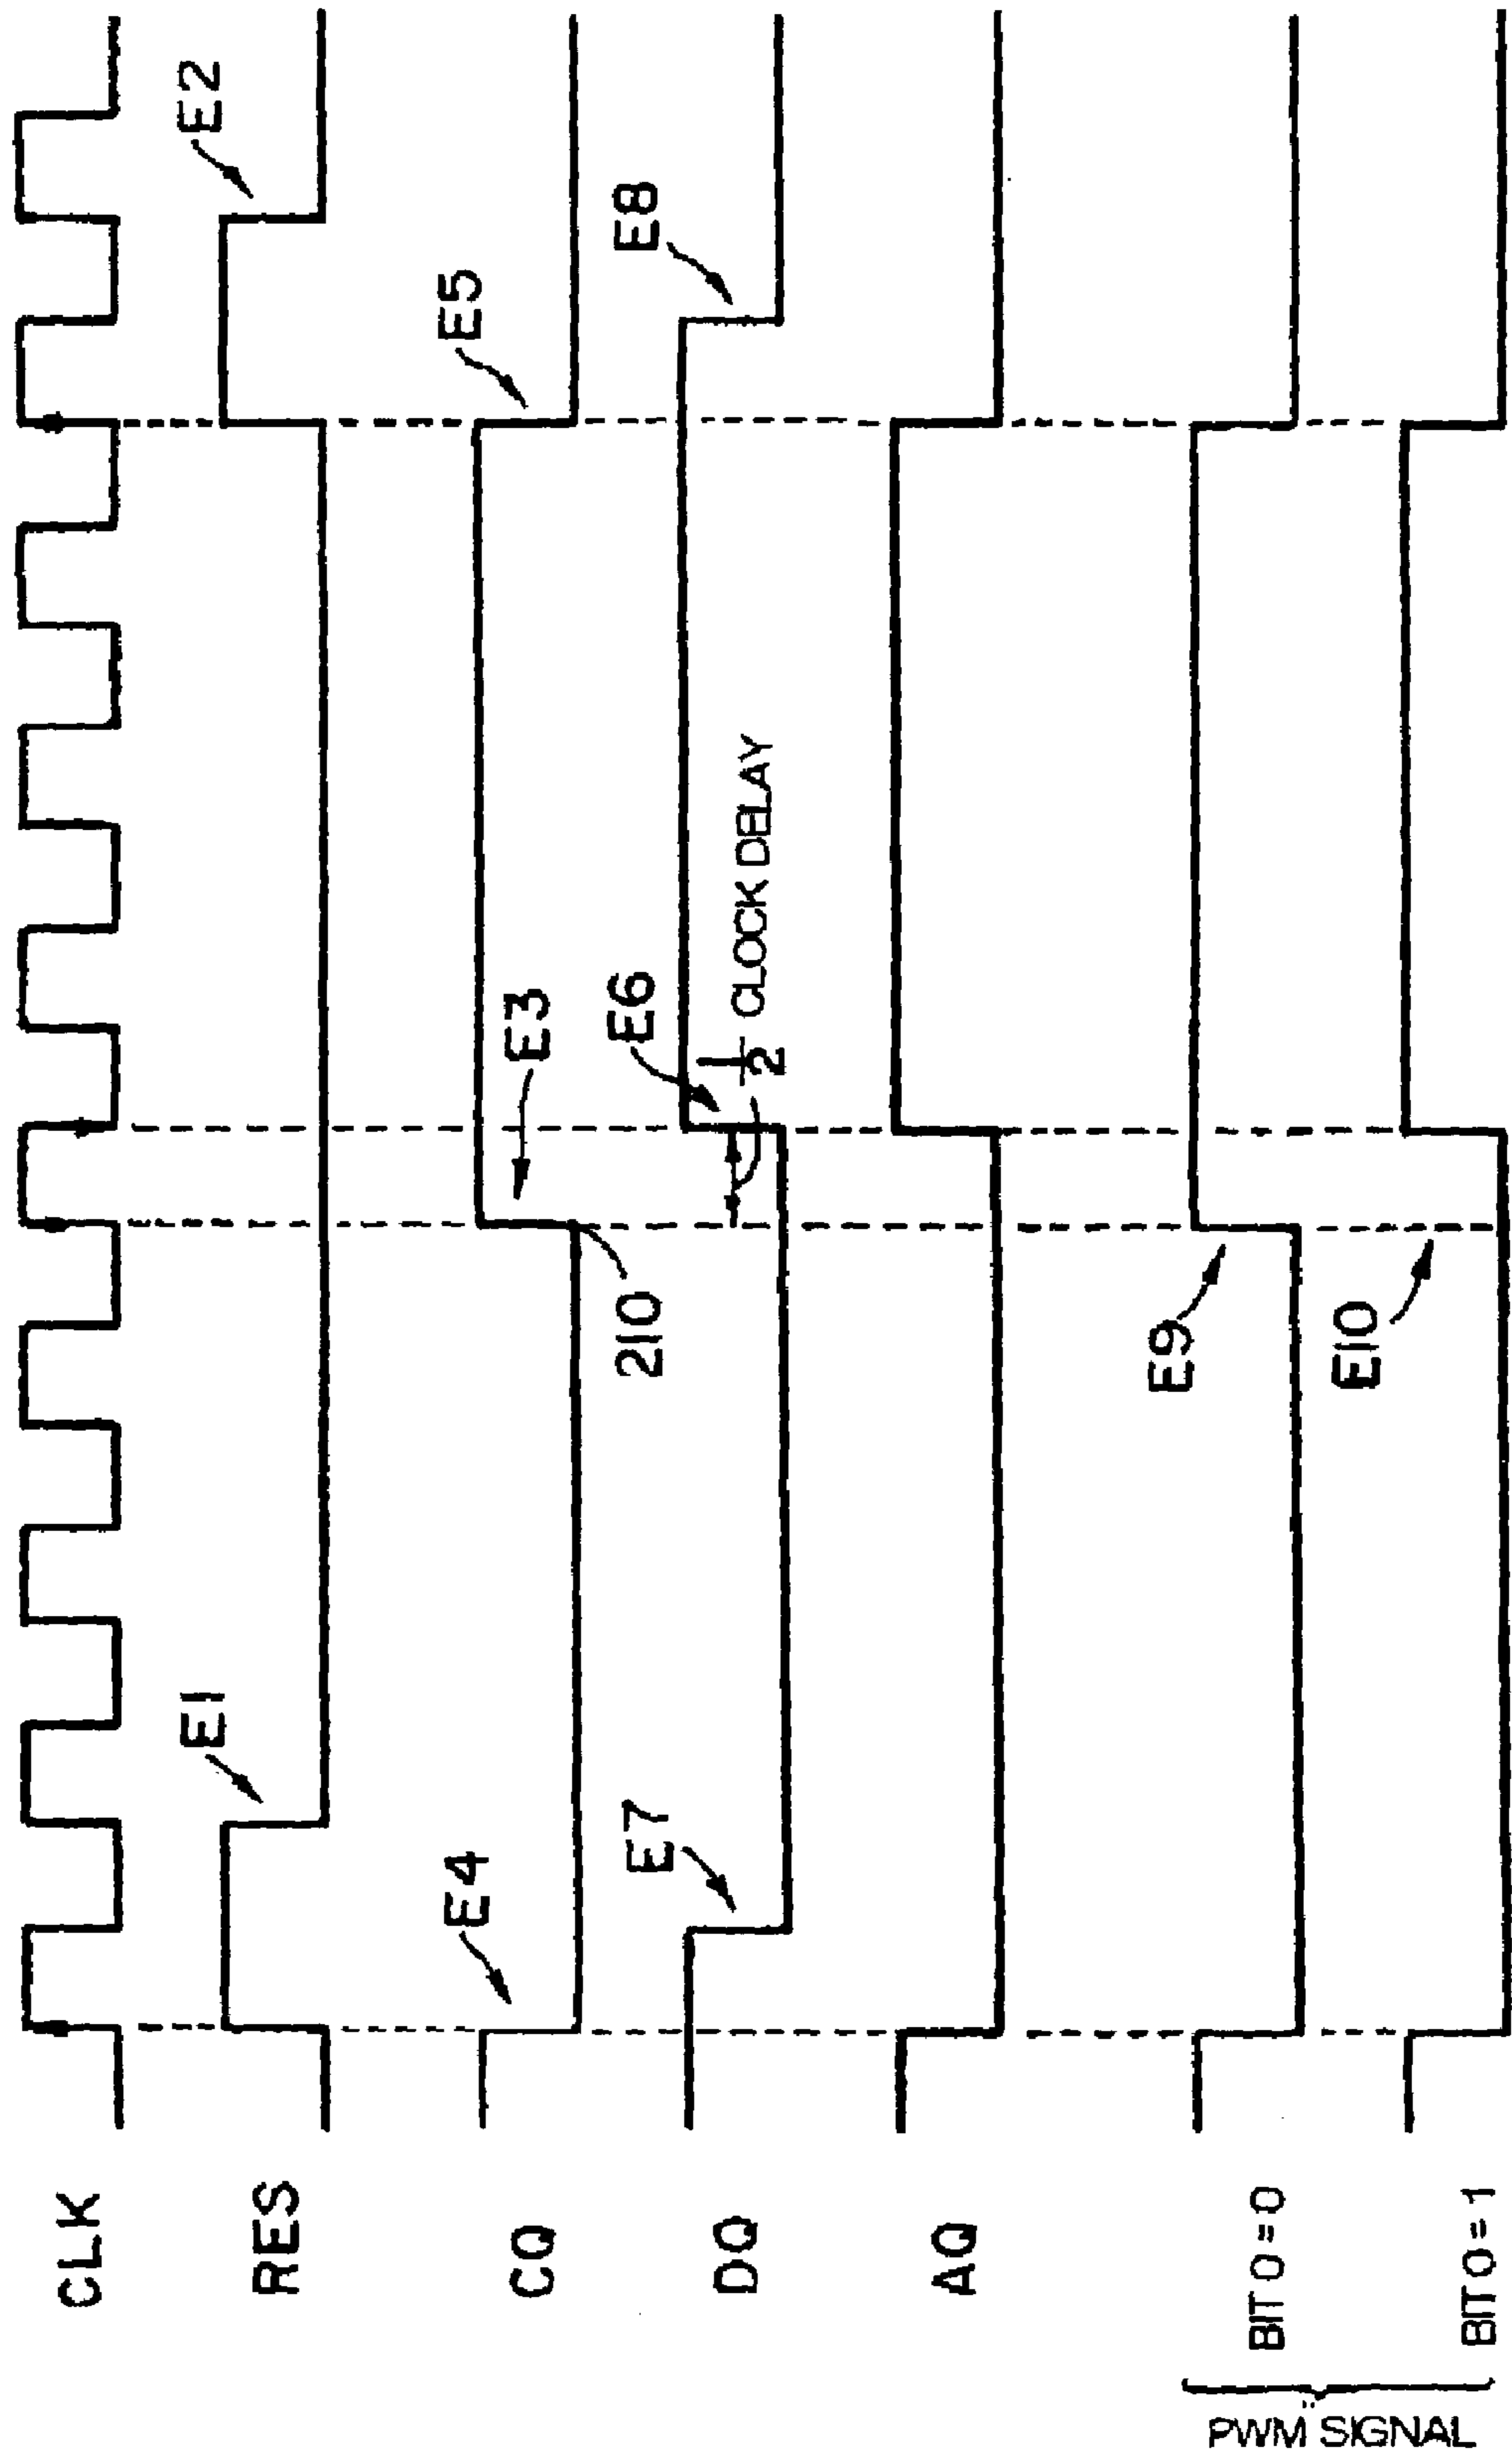 CLK
E2
RES
E1
CQ
E4
E3
E5
210
DQ
E7
E6
E8
1/2 CLOCK DELAY
AQ
PWM SIGNAL
BIT 0=0
E9
BIT 0=1
E10